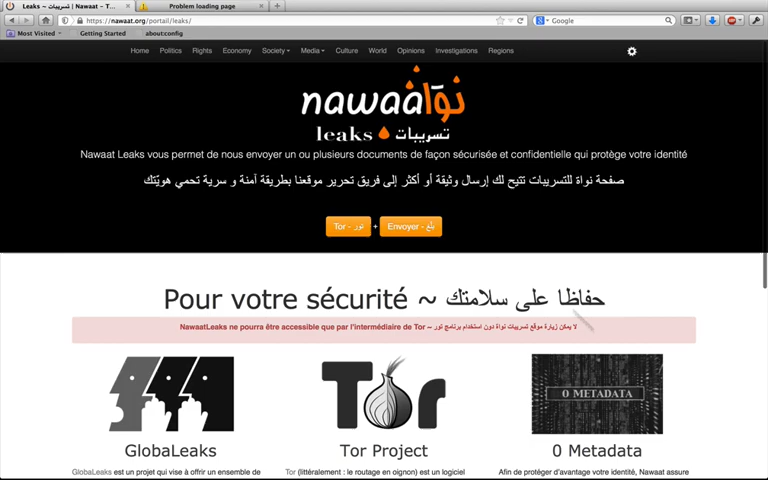 Leaks ~ تسريبات | Nawaat - T...
Problem loading page
https://nawaat.org/portail/leaks/
Google
Most Visited
Getting Started
about:config
Home Politics Rights Economy Society Media Culture World Opinions Investigations Regions
nawaat نواة
leaks تسريبات
Nawaat Leaks vous permet de nous envoyer un ou plusieurs documents de façon sécurisée et confidentielle qui protège votre identité
صفحة نواة للتسريبات تتيح لك إرسال وثيقة أو أكثر إلى فريق تحرير موقعنا بطريقة آمنة و سرية تحمي هويّتك
Tor - تور + Envoyer - بلّغ
Pour votre sécurité ~ حفاظا على سلامتك
NawaatLeaks ne pourra être accessible que par l'intermédiaire de Tor – لا يمكن زيارة موقع تسريبات نواة دون استخدام برنامج تور
Tor
0 METADATA
GlobaLeaks
Tor Project
0 Metadata
GlobaLeaks est un projet qui vise à offrir un ensemble de
Tor (littéralement : le routage en oignon) est un logiciel
Afin de protéger d'avantage votre identité, Nawaat assure